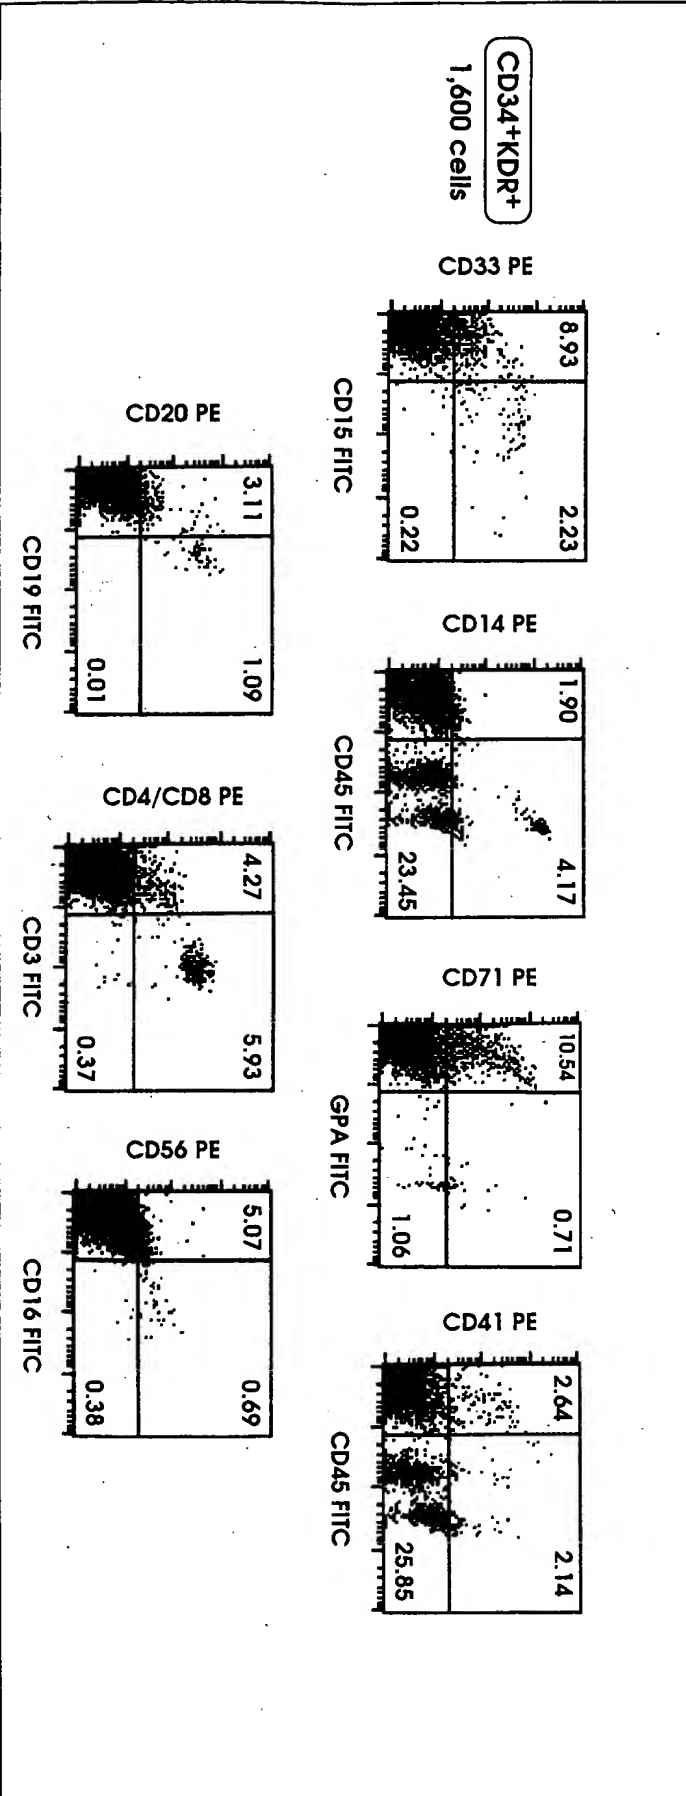 CD34⁺KDR⁺
1,600 cells
CD33 PE
8.93
2.23
0.22
CD15 FITC
CD14 PE
1.90
4.17
23.45
CD45 FITC
CD71 PE
10.54
0.71
1.06
GPA FITC
CD41 PE
2.64
2.14
25.85
CD45 FITC
CD20 PE
3.11
1.09
0.01
CD19 FITC
CD4/CD8 PE
4.27
5.93
0.37
CD3 FITC
CD56 PE
5.07
0.69
0.38
CD16 FITC